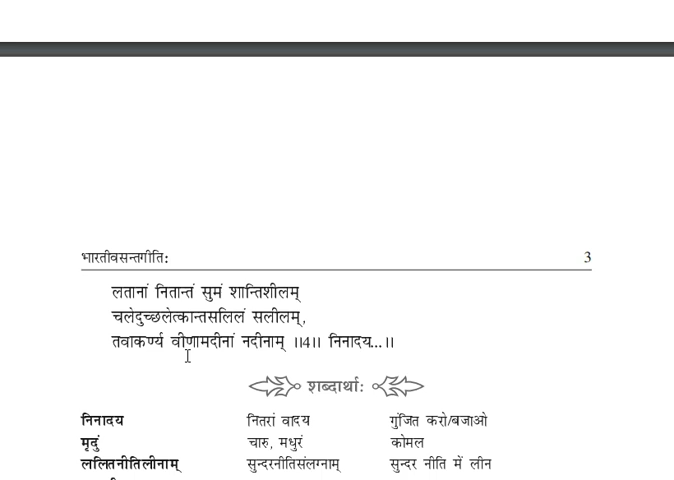 भारतीवसन्तगीतिः 3
लतानां नितान्तं सुमं शान्तिशीलम्
चलेदुच्छलेत्कान्तसलिलं सलीलम्,
तवाकर्ण्य वीणामदीनां नदीनाम् ।।4।। निनादय...।।
शब्दार्थाः
निनादय नितरां वादय गुंजित करो/बजाओ
मृदुं चारु, मधुरं कोमल
ललितनीतिलीनाम् सुन्दरनीतिसंलग्नाम् सुन्दर नीति में लीन